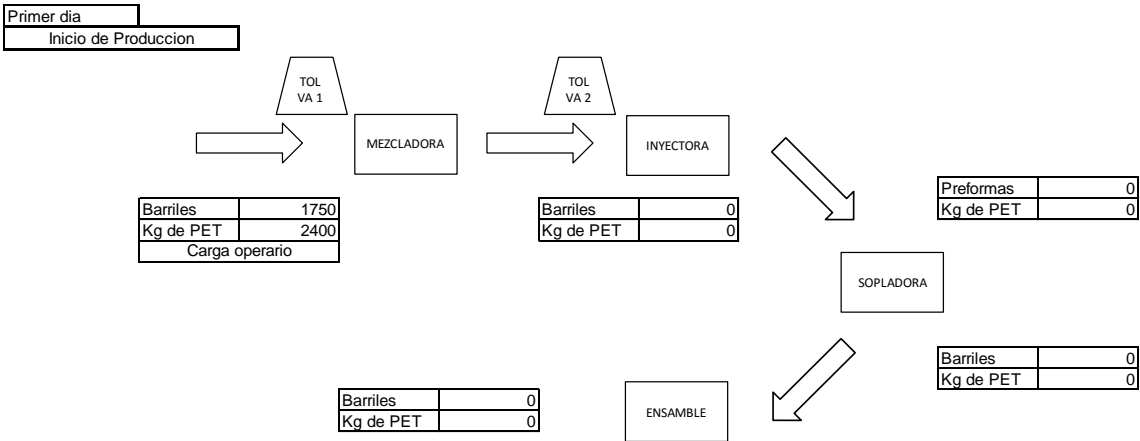 Primer dia
Inicio de Produccion
TOL
VA 1
TOL
VA 2
MEZCLADORA
INYECTORA
Barriles 1750
Kg de PET 2400
Carga operario
Barriles 0
Kg de PET 0
Preformas 0
Kg de PET 0
SOPLADORA
Barriles 0
Kg de PET 0
Barriles 0
Kg de PET 0
ENSAMBLE